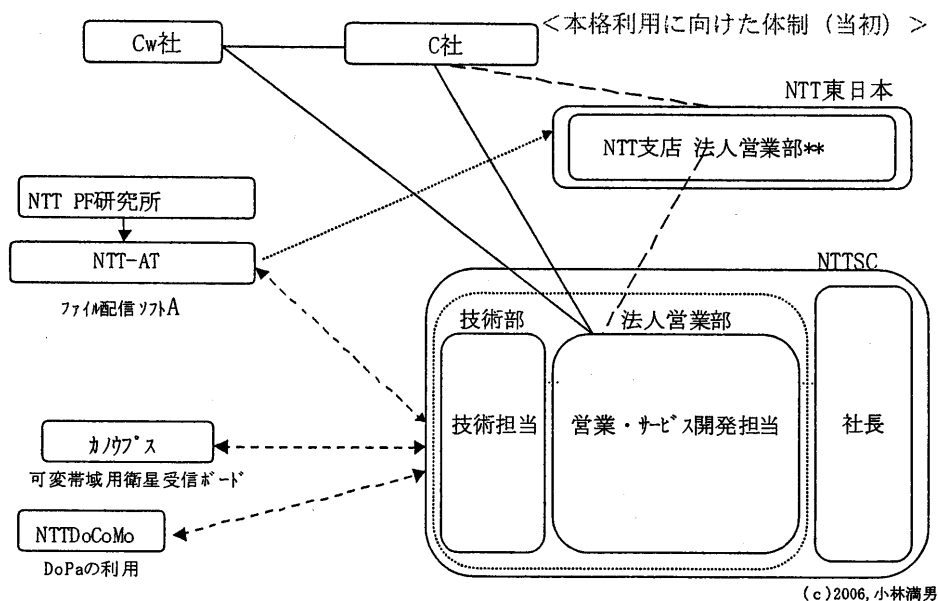 ＜本格利用に向けた体制（当初）＞
Cw社
C社
NTT東日本
NTT支店 法人営業部**
NTT PF研究所
NTT-AT
ファイル配信ソフトA
NTTSC
技術部
法人営業部
技術担当
営業・サービス開発担当
社長
カノウプス
可変帯域用衛星受信ボード
NTTDoCoMo
DoPaの利用
(c)2006,小林満男